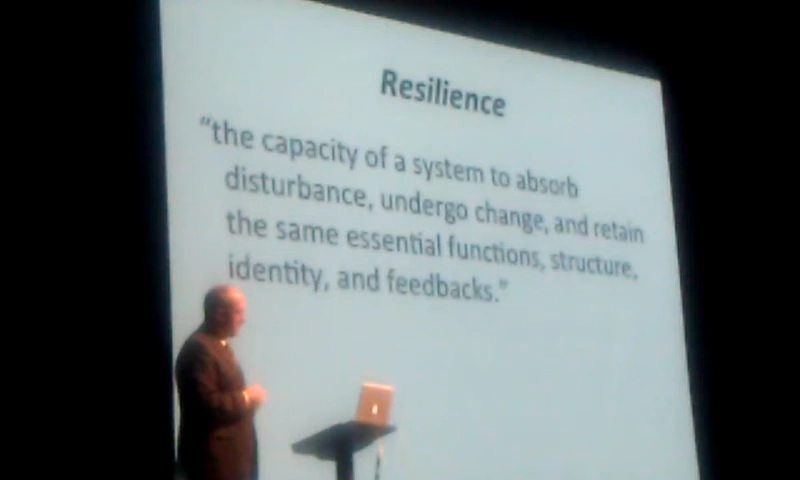 Resilience
“the capacity of a system to absorb
disturbance, undergo change, and retain
the same essential functions, structure,
identity, and feedbacks.”